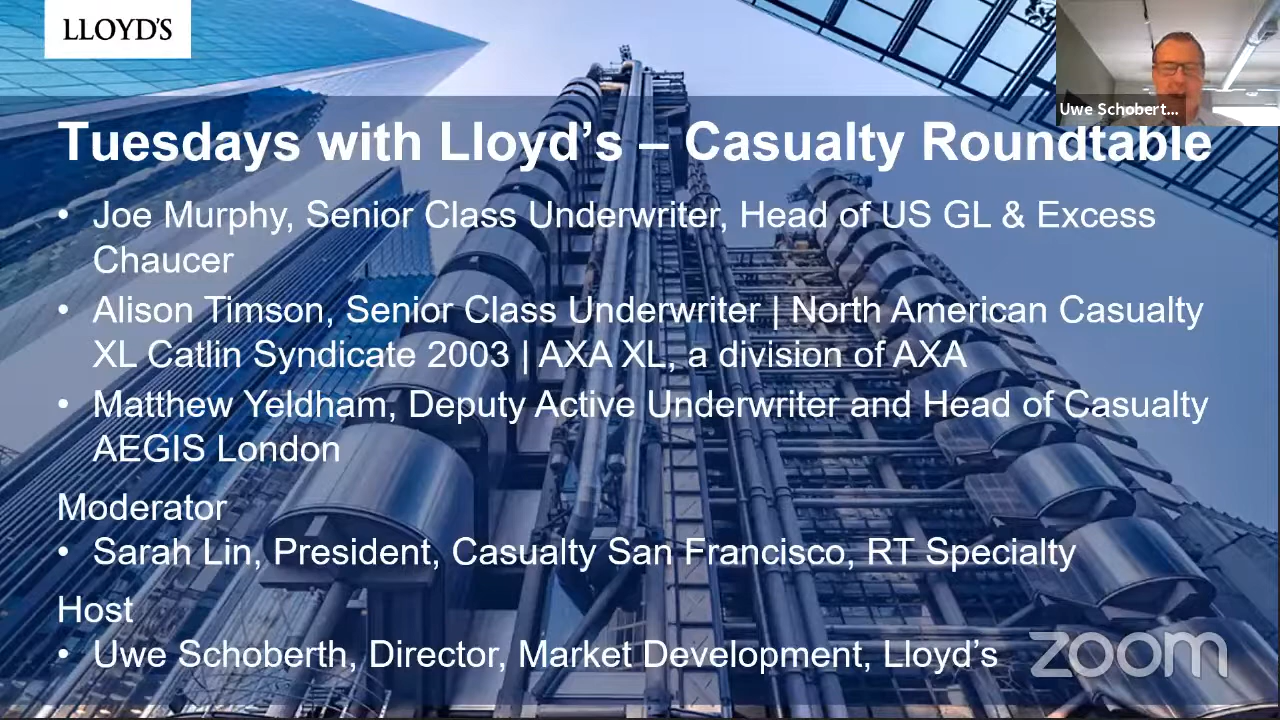 LLOYD'S
Uwe Schobert...
Tuesdays with Lloyd's – Casualty Roundtable
• Joe Murphy, Senior Class Underwriter, Head of US GL & Excess
Chaucer
• Alison Timson, Senior Class Underwriter | North American Casualty
XL Catlin Syndicate 2003 | AXA XL, a division of AXA
• Matthew Yeldham, Deputy Active Underwriter and Head of Casualty
AEGIS London
Moderator
• Sarah Lin, President, Casualty San Francisco, RT Specialty
Host
• Uwe Schoberth, Director, Market Development, Lloyd's
zoom